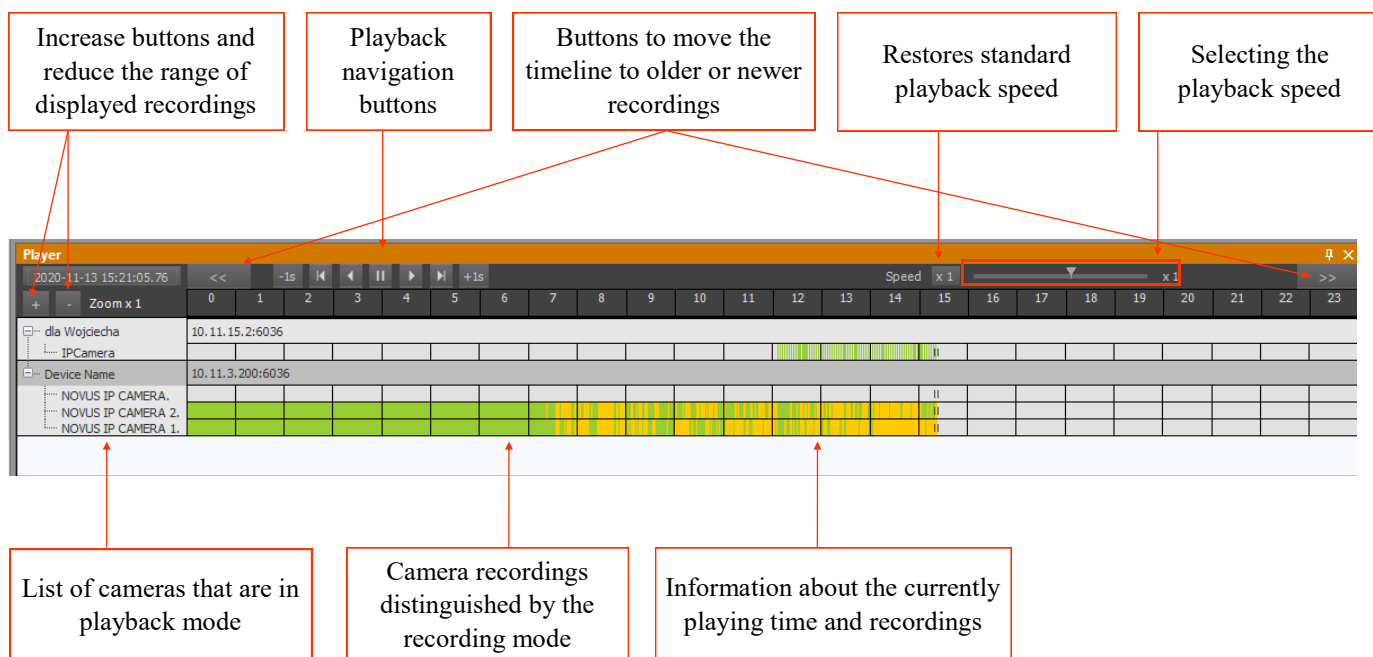 Increase buttons and
reduce the range of
displayed recordings
Playback
navigation
buttons
Buttons to move the
timeline to older or newer
recordings
Restores standard
playback speed
Selecting the
playback speed
Player
2020-11-13 15:21:05.76 << -1s +1s Speed x 1 x 1 >>
+ - Zoom x 1 0 1 2 3 4 5 6 7 8 9 10 11 12 13 14 15 16 17 18 19 20 21 22 23
dla Wojciecha 10.11.15.2:6036
IPCamera
Device Name 10.11.3.200:6036
NOVUS IP CAMERA.
NOVUS IP CAMERA 2.
NOVUS IP CAMERA 1.
List of cameras that are in
playback mode
Camera recordings
distinguished by the
recording mode
Information about the currently
playing time and recordings